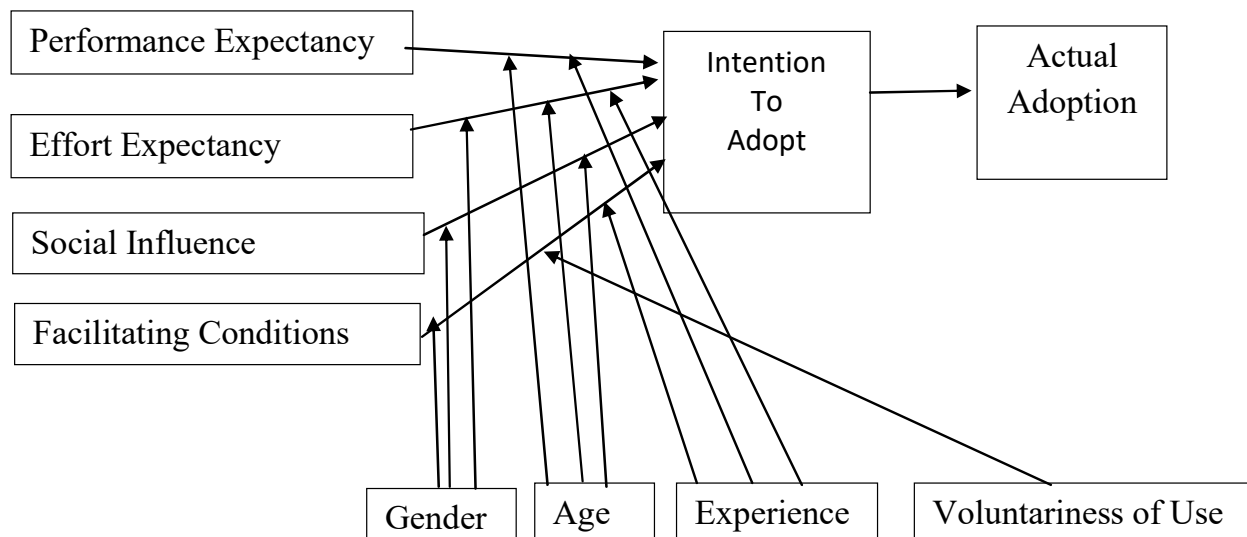 Performance Expectancy
Effort Expectancy
Social Influence
Facilitating Conditions
Intention
To
Adopt
Actual
Adoption
Gender
Age
Experience
Voluntariness of Use